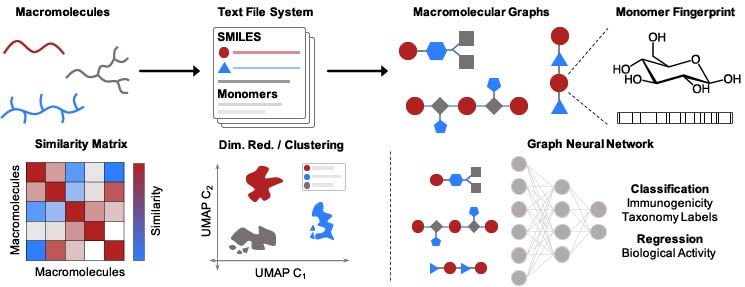 Macromolecules
Text File System
Macromolecular Graphs
Monomer Fingerprint
SMILES
Monomers
OH
HO
HO
O
OH
OH
Similarity Matrix
Dim. Red. / Clustering
Graph Neural Network
Macromolecules
Macromolecules
Similarity
UMAP C2
UMAP C1
Classification
Immunogenicity
Taxonomy Labels
Regression
Biological Activity